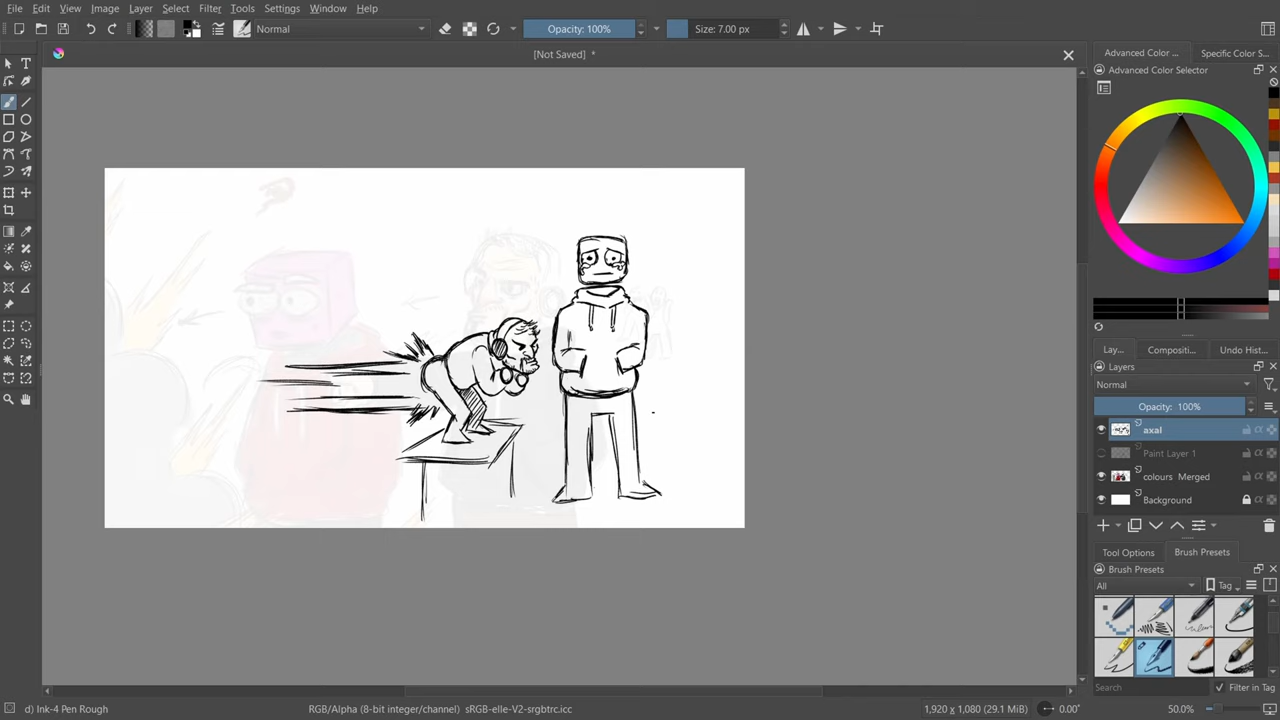 File Edit View Image Layer Select Filter Tools Settings Window Help
Normal Opacity: 100% Size: 7.00 px
[Not Saved] *
Advanced Color ... Specific Color S...
Advanced Color Selector
Lay... Compositi... Undo Hist...
Layers
Normal
Opacity: 100%
axal
Paint Layer 1
colours Merged
Background
Tool Options Brush Presets
Brush Presets
All Tag
Search Filter in Tag
d) Ink-4 Pen Rough RGB/Alpha (8-bit integer/channel) sRGB-elle-V2-srgbtrc.icc 1,920 x 1,080 (29.1 MiB) 0.00° 50.0%